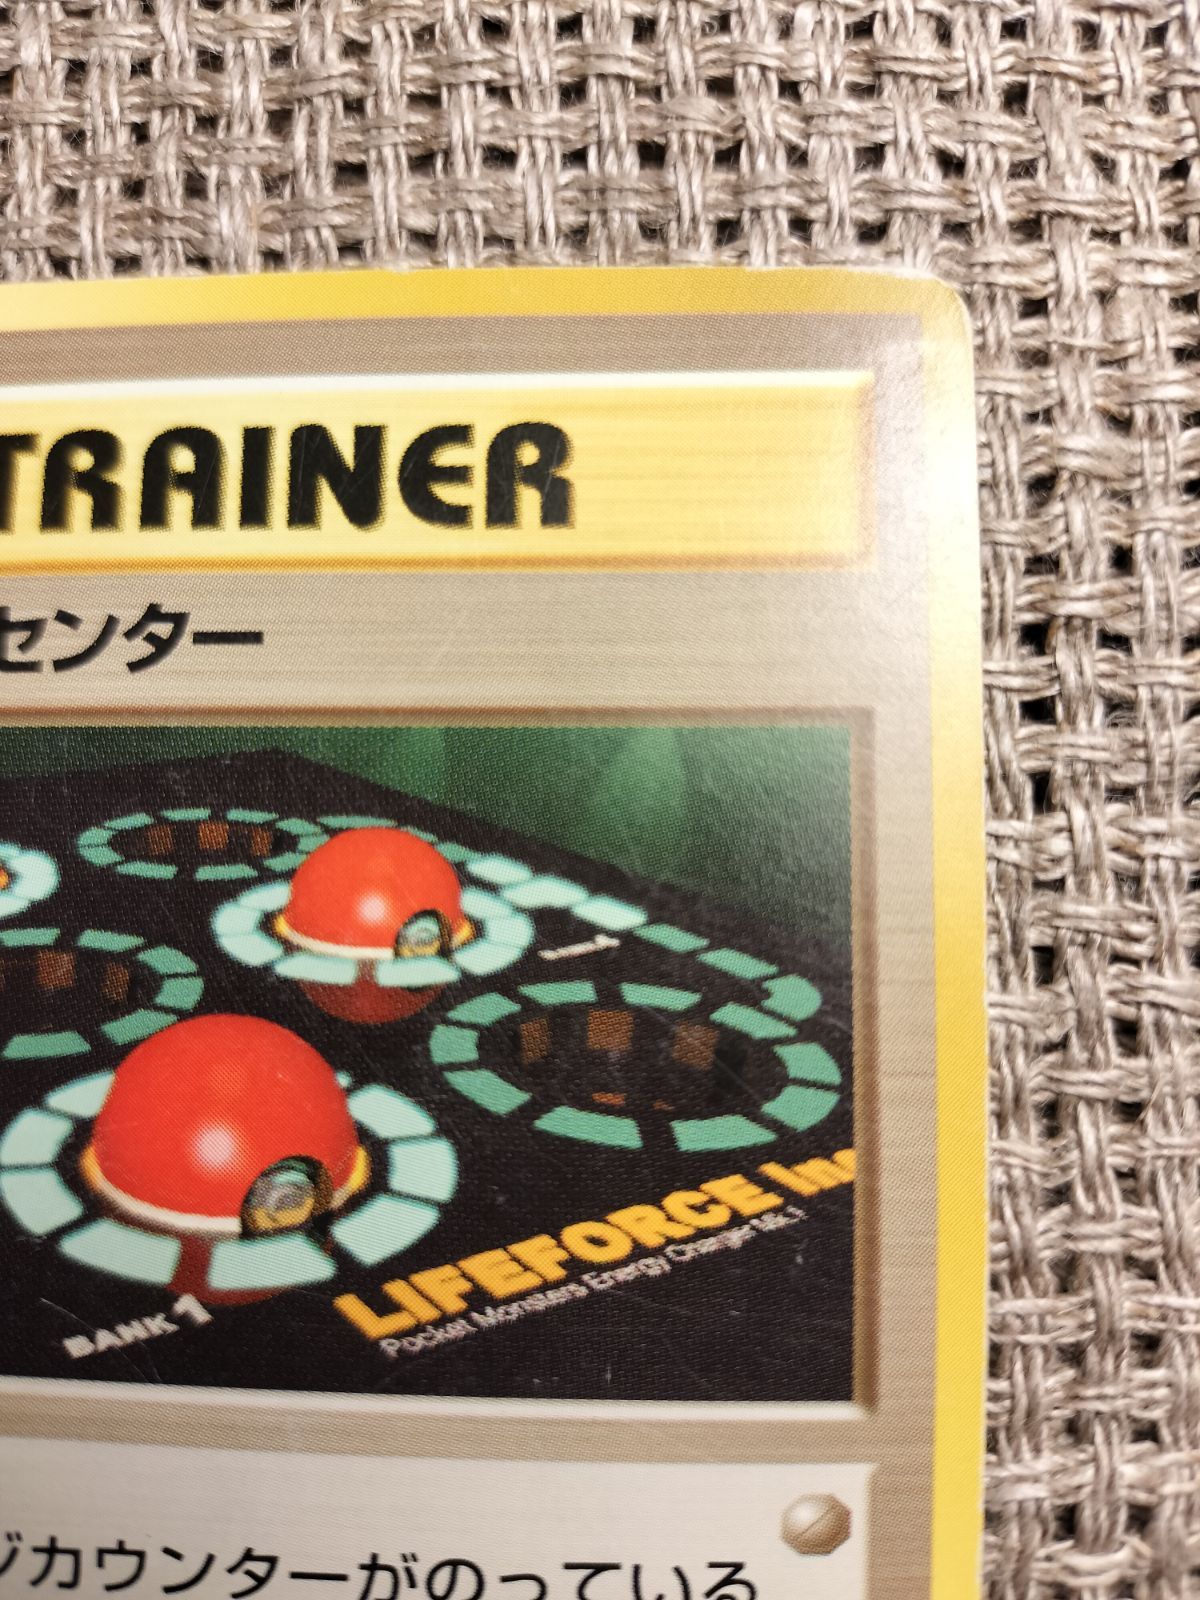 TRAINER
センター
BANK 1
LIFEFORCE Inc
Pocket Monsters Energy Charger
ジカウンターがのっている